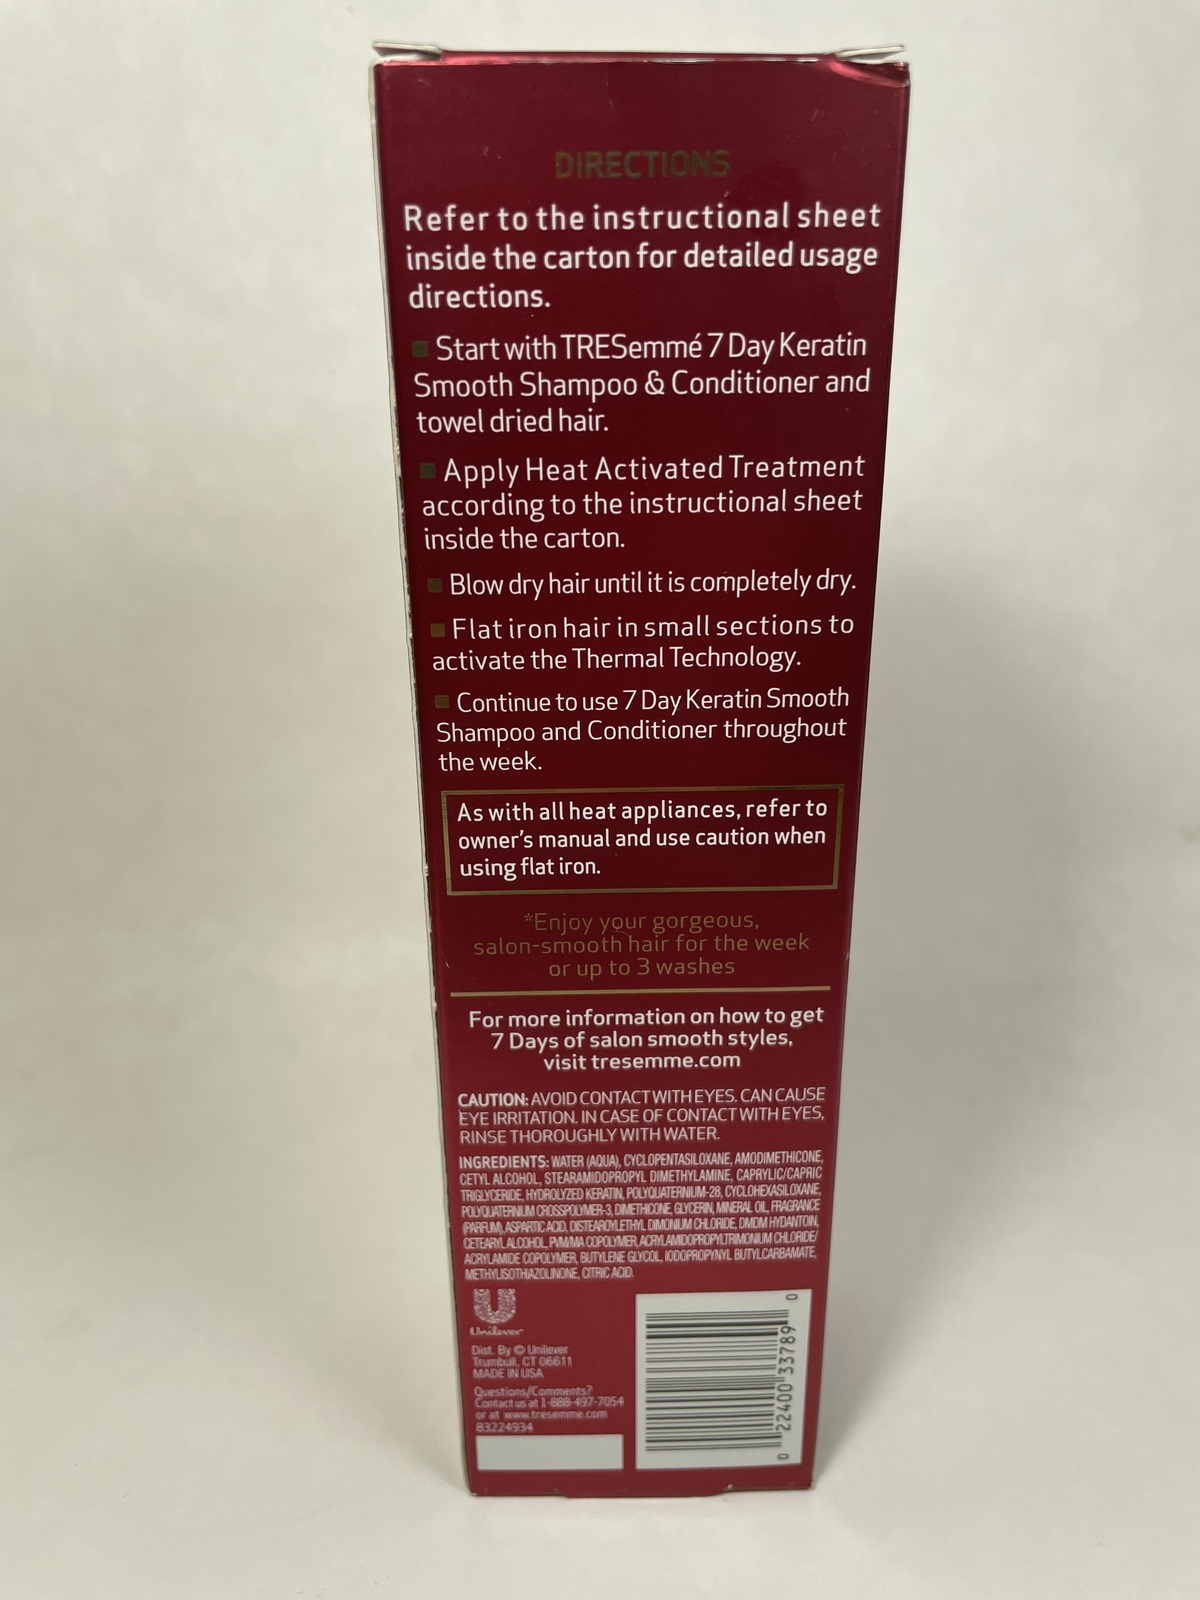 DIRECTIONS
Refer to the instructional sheet
inside the carton for detailed usage
directions.
Start with TRESemmé 7 Day Keratin
Smooth Shampoo & Conditioner and
towel dried hair.
Apply Heat Activated Treatment
according to the instructional sheet
inside the carton.
Blow dry hair until it is completely dry.
Flat iron hair in small sections to
activate the Thermal Technology.
Continue to use 7 Day Keratin Smooth
Shampoo and Conditioner throughout
the week.
As with all heat appliances, refer to
owner's manual and use caution when
using flat iron.
*Enjoy your gorgeous,
salon-smooth hair for the week
or up to 3 washes
For more information on how to get
7 Days of salon smooth styles,
visit tresemme.com
CAUTION: AVOID CONTACT WITH EYES. CAN CAUSE
EYE IRRITATION. IN CASE OF CONTACT WITH EYES,
RINSE THOROUGHLY WITH WATER.
INGREDIENTS: WATER (AQUA), CYCLOPENTASILOXANE, AMODIMETHICONE,
CETYL ALCOHOL, STEARAMIDOPROPYL DIMETHYLAMINE, CAPRYLIC/CAPRIC
TRIGLYCERIDE, HYDROLYZED KERATIN, POLYQUATERNIUM-28, CYCLOHEXASILOXANE,
POLYQUATERNIUM CROSSPOLYMER-3, DIMETHICONE, GLYCERIN, MINERAL OIL, FRAGRANCE
(PARFUM), ASPARTIC ACID, DISTEAROYLETHYL DIMONIUM CHLORIDE, DMDM HYDANTOIN,
CETEARYL ALCOHOL, PVM/MA COPOLYMER, ACRYLAMIDOPROPYLTRIMONIUM CHLORIDE/
ACRYLAMIDE COPOLYMER, BUTYLENE GLYCOL, IODOPROPYNYL BUTYLCARBAMATE,
METHYLISOTHIAZOLINONE, CITRIC ACID.
Unilever
Dist. By © Unilever
Trumbull, CT 06611
MADE IN USA
Questions/Comments?
Contact us at 1-888-497-7054
or at www.tresemme.com
83224934
0 22400 33789 0